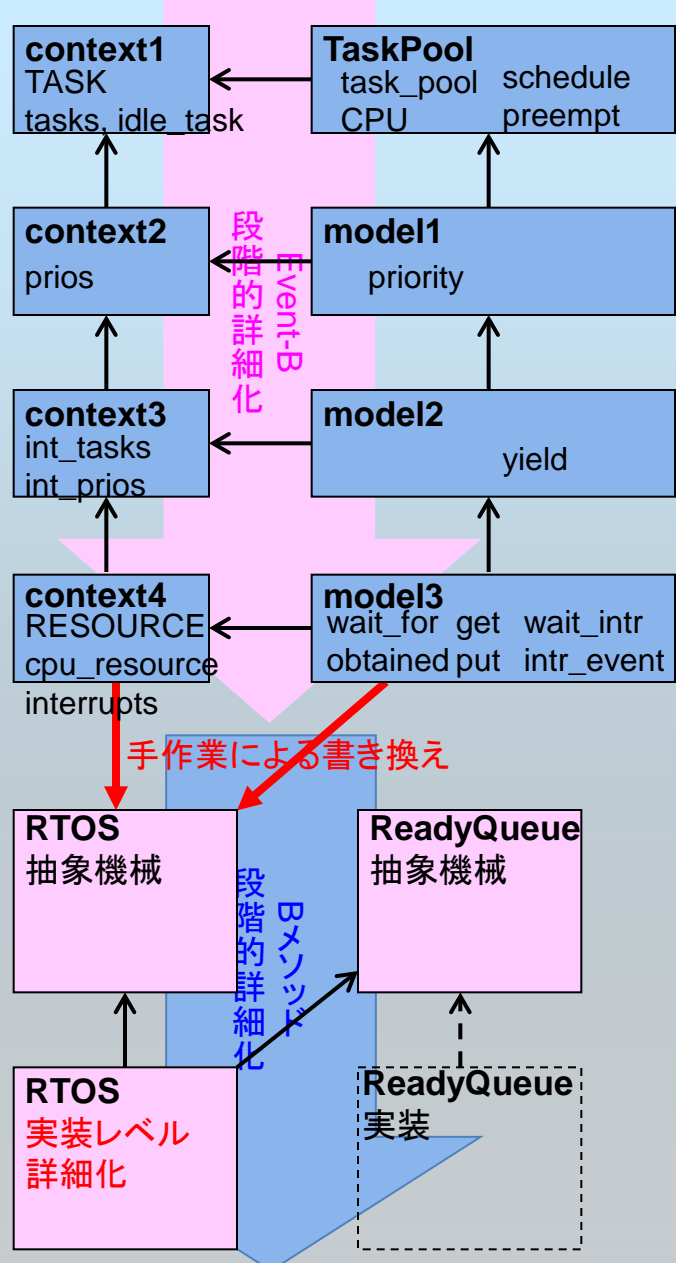 context1
TASK
tasks, idle_task
TaskPool
task_pool schedule
CPU preempt
context2
prios
model1
priority
Event-B
段階的詳細化
context3
int_tasks
int_prios
model2
yield
context4
RESOURCE
cpu_resource
interrupts
model3
wait_for get wait_intr
obtained put intr_event
手作業による書き換え
RTOS
抽象機械
ReadyQueue
抽象機械
Bメソッド
段階的詳細化
RTOS
実装レベル
詳細化
ReadyQueue
実装